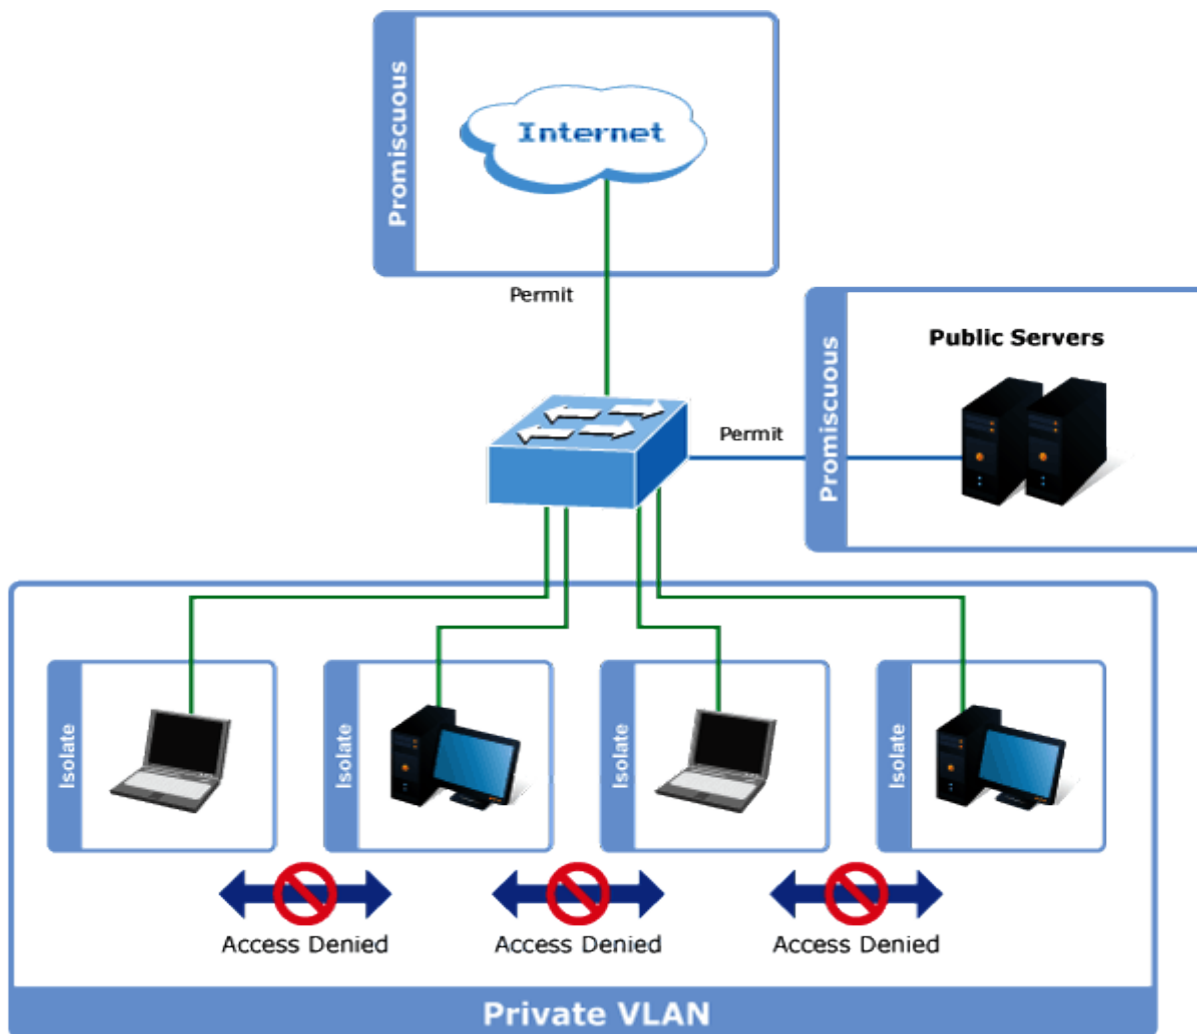 Promiscuous
Internet
Permit
Promiscuous
Public Servers
Permit
Isolate
Isolate
Isolate
Isolate
Access Denied
Access Denied
Access Denied
Private VLAN